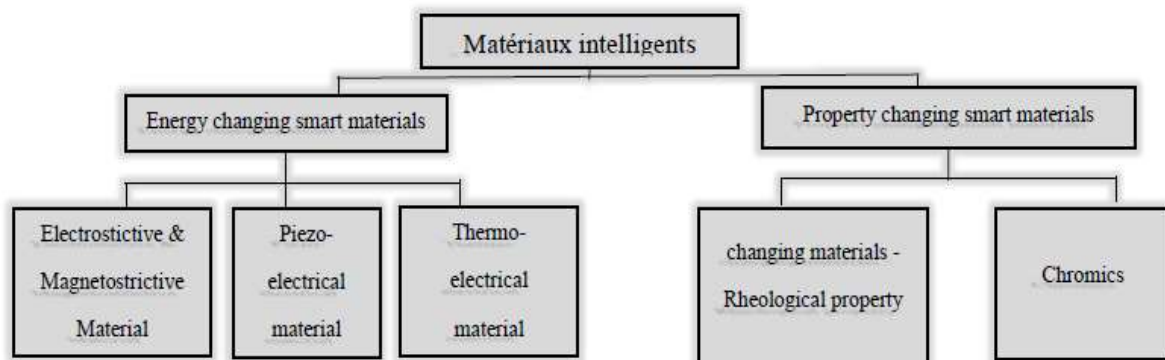 Matériaux intelligents
Energy changing smart materials
Property changing smart materials
Electrostictive &
Magnetostrictive
Material
Piezo-
electrical
material
Thermo-
electrical
material
changing materials -
Rheological property
Chromics